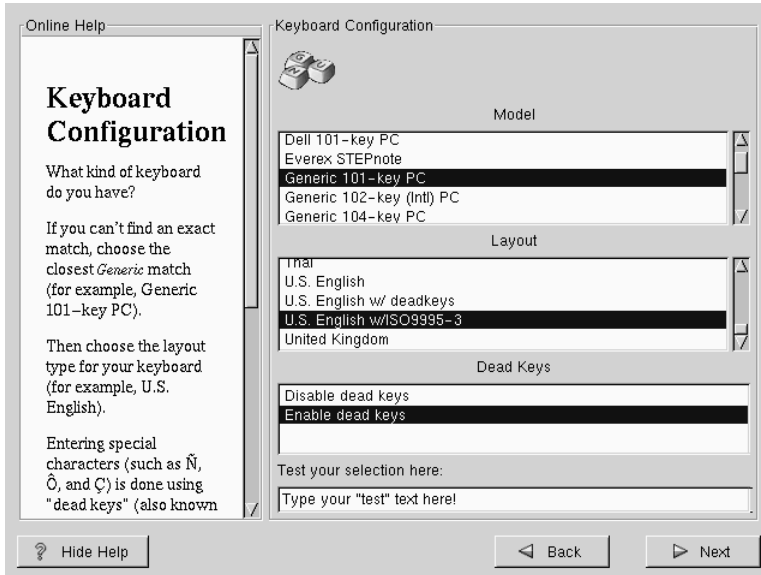 Online Help
Keyboard
Configuration
What kind of keyboard
do you have?
If you can't find an exact
match, choose the
closest Generic match
(for example, Generic
101-key PC).
Then choose the layout
type for your keyboard
(for example, U.S.
English).
Entering special
characters (such as Ñ,
Ô, and Ç) is done using
"dead keys" (also known
Keyboard Configuration
G N U
Model
Dell 101-key PC
Everex STEPnote
Generic 101-key PC
Generic 102-key (Intl) PC
Generic 104-key PC
Layout
Thai
U.S. English
U.S. English w/ deadkeys
U.S. English w/ISO9995-3
United Kingdom
Dead Keys
Disable dead keys
Enable dead keys
Test your selection here:
Type your "test" text here!
? Hide Help
Back
Next